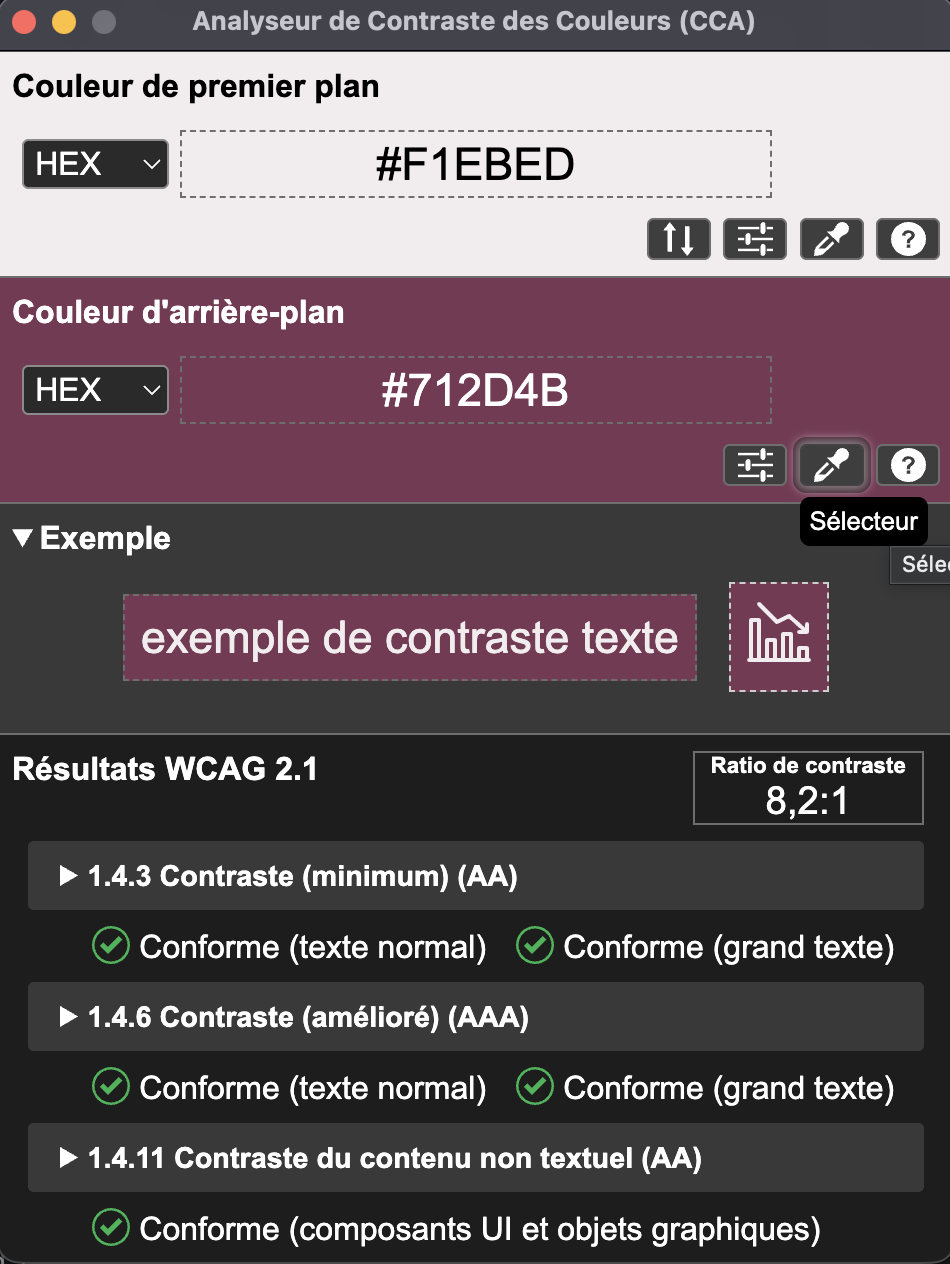 Analyseur de Contraste des Couleurs (CCA)
Couleur de premier plan
HEX
#F1EBED
?
Couleur d'arrière-plan
HEX
#712D4B
?
Sélecteur
Exemple
exemple de contraste texte
Résultats WCAG 2.1
Ratio de contraste
8,2:1
1.4.3 Contraste (minimum) (AA)
Conforme (texte normal) Conforme (grand texte)
1.4.6 Contraste (amélioré) (AAA)
Conforme (texte normal) Conforme (grand texte)
1.4.11 Contraste du contenu non textuel (AA)
Conforme (composants UI et objets graphiques)